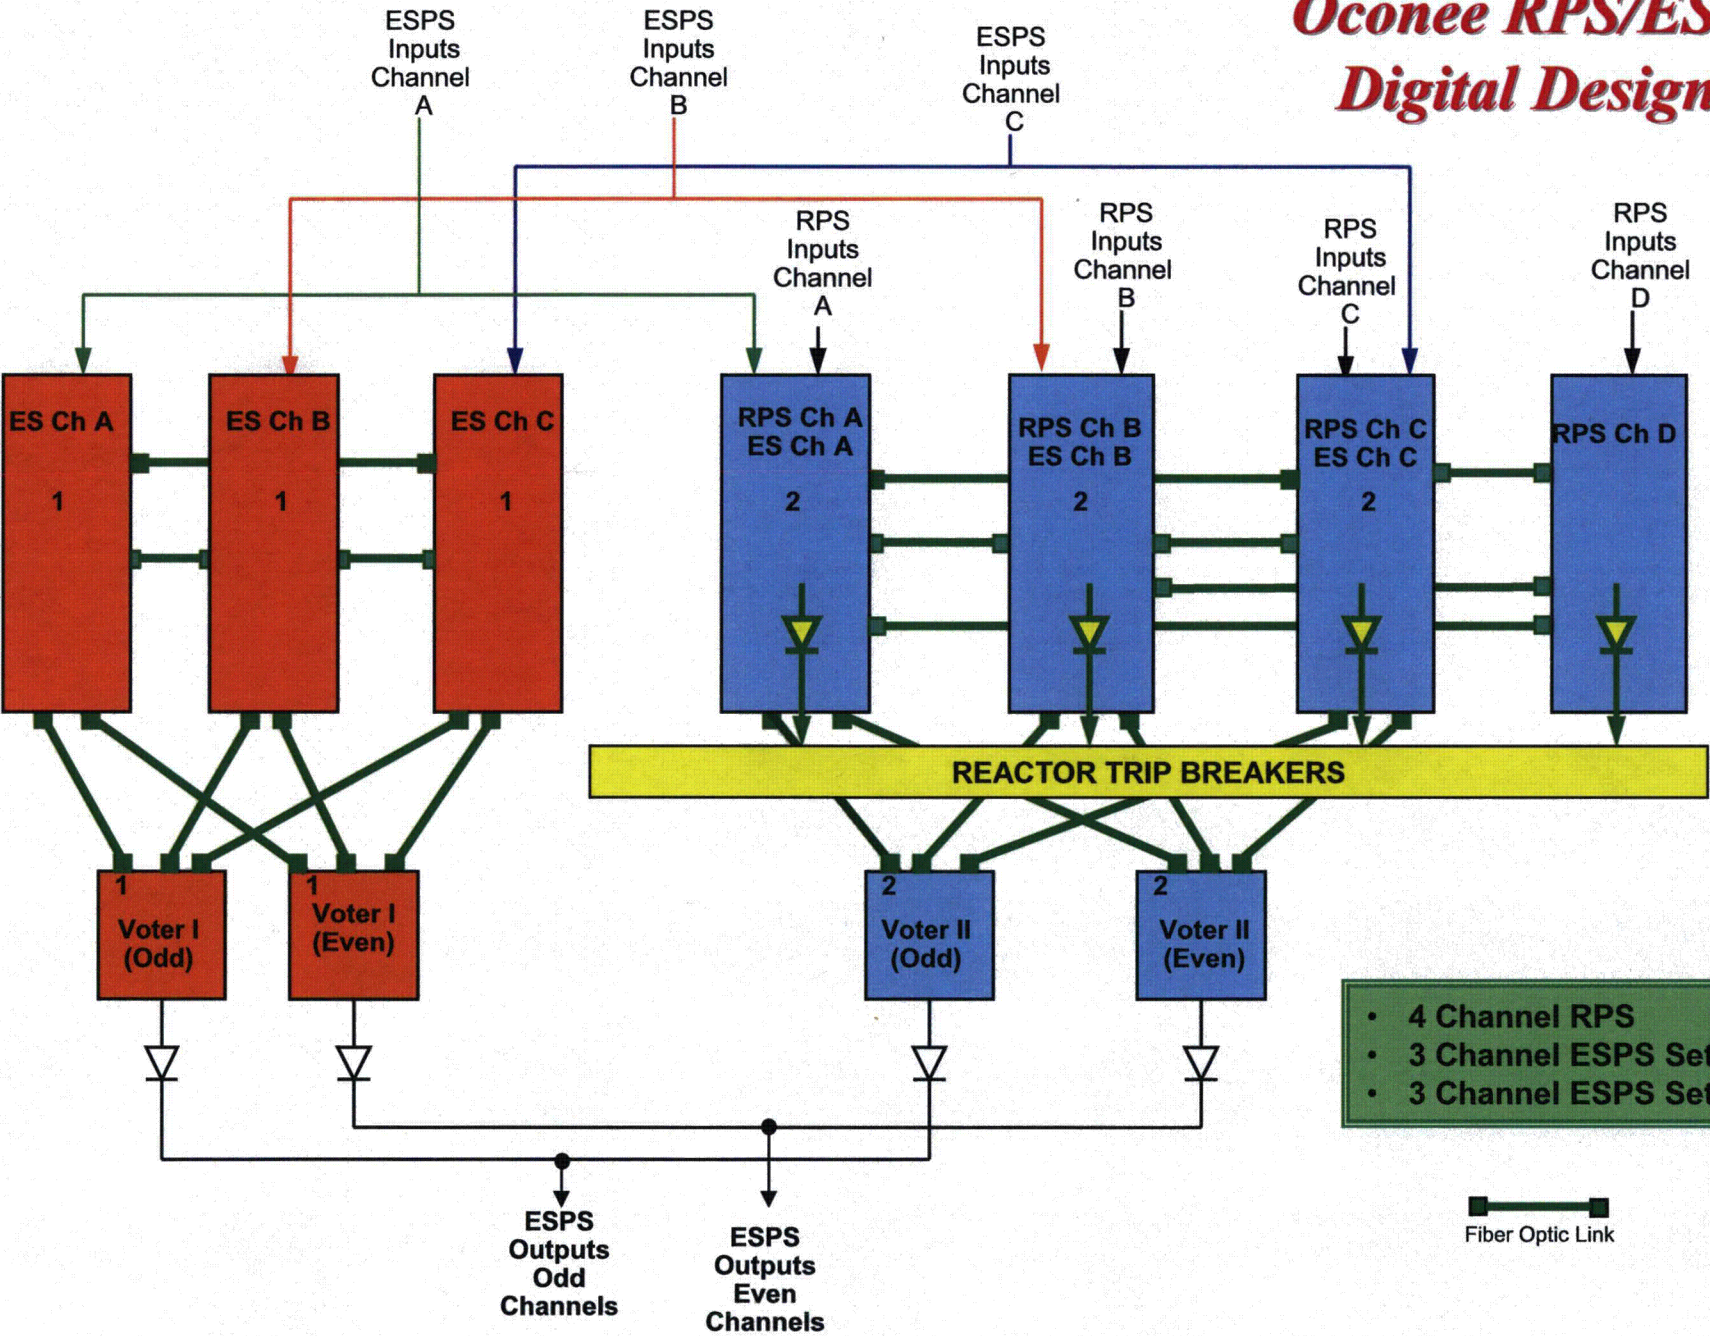 Oconee RPS/ES
Digital Design
ESPS
Inputs
Channel
A
ESPS
Inputs
Channel
B
ESPS
Inputs
Channel
C
RPS
Inputs
Channel
A
RPS
Inputs
Channel
B
RPS
Inputs
Channel
C
RPS
Inputs
Channel
D
ES Ch A
1
ES Ch B
1
ES Ch C
1
RPS Ch A
ES Ch A
2
RPS Ch B
ES Ch B
2
RPS Ch C
ES Ch C
2
RPS Ch D
REACTOR TRIP BREAKERS
1
Voter I
(Odd)
1
Voter I
(Even)
2
Voter II
(Odd)
2
Voter II
(Even)
• 4 Channel RPS
• 3 Channel ESPS Set
• 3 Channel ESPS Set
Fiber Optic Link
ESPS
Outputs
Odd
Channels
ESPS
Outputs
Even
Channels